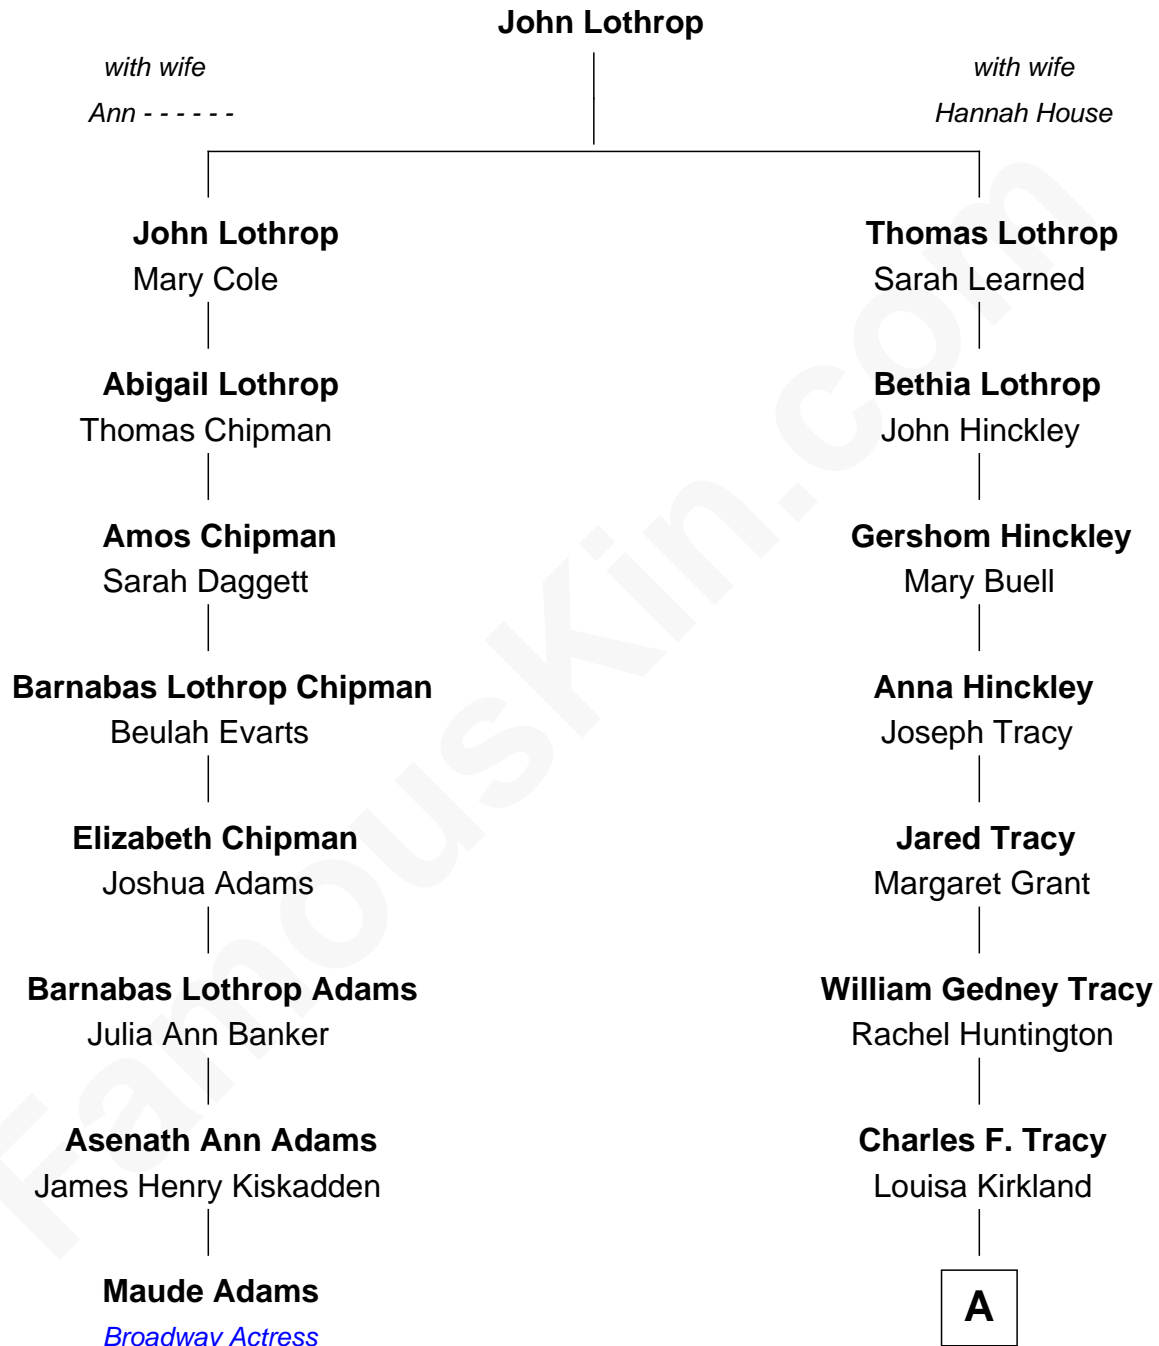 John Lothrop
with wife
Ann - - - - - -
with wife
Hannah House
John Lothrop
Mary Cole
Thomas Lothrop
Sarah Learned
Abigail Lothrop
Thomas Chipman
Bethia Lothrop
John Hinckley
Amos Chipman
Sarah Daggett
Gershom Hinckley
Mary Buell
Barnabas Lothrop Chipman
Beulah Evarts
Anna Hinckley
Joseph Tracy
Elizabeth Chipman
Joshua Adams
Jared Tracy
Margaret Grant
Barnabas Lothrop Adams
Julia Ann Banker
William Gedney Tracy
Rachel Huntington
Asenath Ann Adams
James Henry Kiskadden
Charles F. Tracy
Louisa Kirkland
Maude Adams
Broadway Actress
A
FamousKin.com